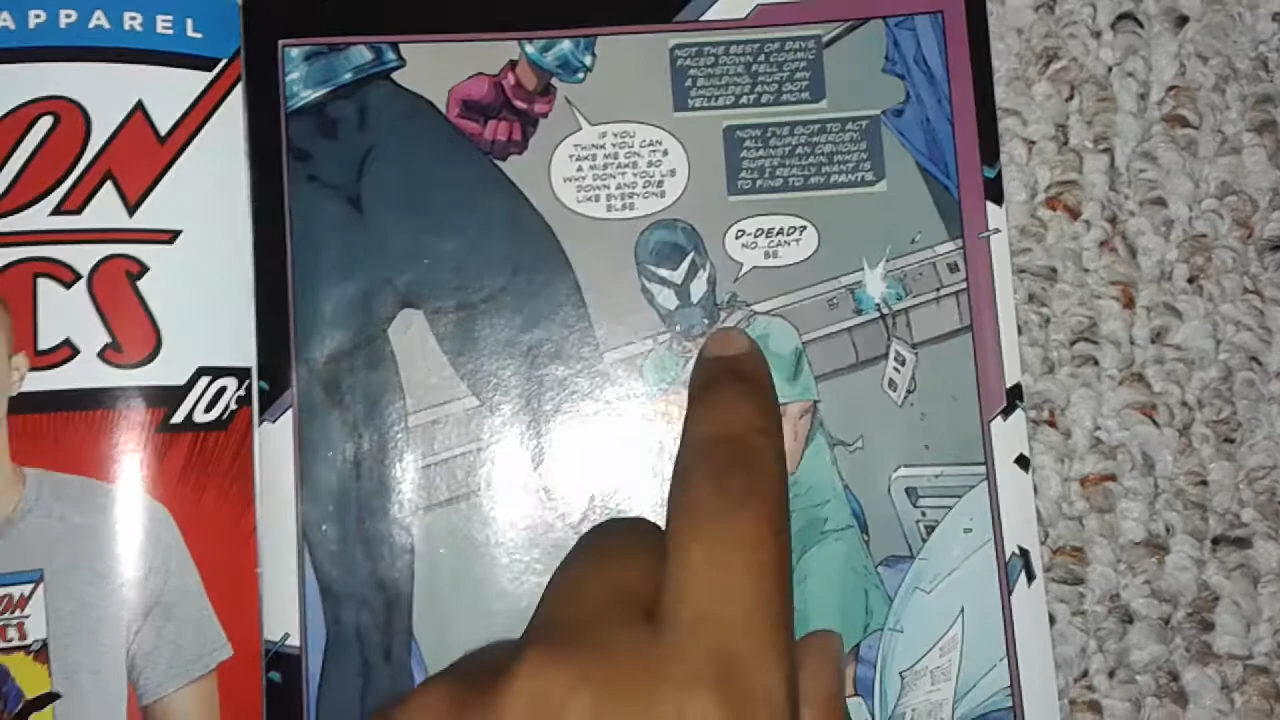 APPAREL
ON
CS
10¢
ON
CS
NOT THE BEST OF DAYS.
FACED DOWN A COSMIC
MONSTER. FELL OFF
A BUILDING. HURT MY
SHOULDER AND GOT
YELLED AT BY MOM.
NOW I'VE GOT TO ACT
ALL SUPER-HEROEY.
AGAINST AN OBVIOUS
SUPER-VILLAIN. WHEN
ALL I REALLY WANT IS
TO FIND TO MY PANTS.
IF YOU
THINK YOU CAN
TAKE ME ON, IT'S
A MISTAKE. SO
WHY DON'T YOU LIE
DOWN AND DIE
LIKE EVERYONE
ELSE.
D-DEAD?
NO...CAN'T
BE.